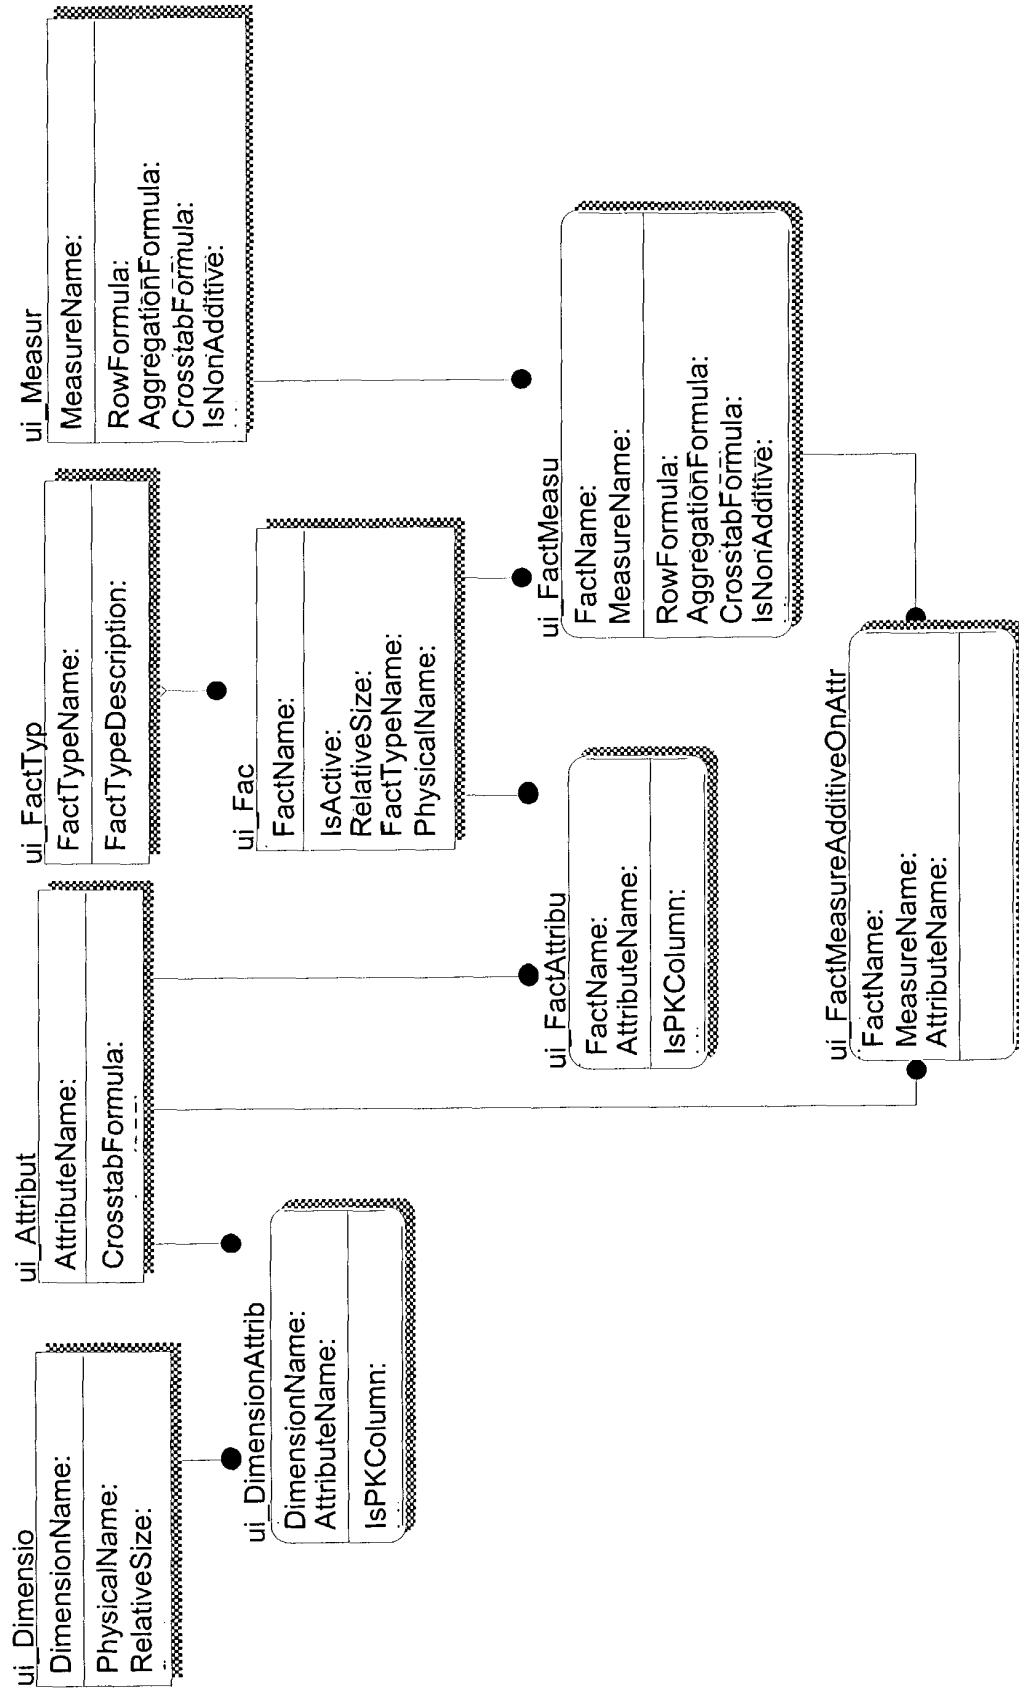 ui_Dimensio
DimensionName:
PhysicalName:
RelativeSize:
ui_Attribut
AttributeName:
CrosstabFormula:
ui_FactTyp
FactTypeName:
FactTypeDescription:
ui_Measur
MeasureName:
RowFormula:
AggregationFormula:
CrosstabFormula:
IsNonAdditive:
ui_DimensionAttrib
DimensionName:
AttributeName:
IsPKColumn:
ui_Fac
FactName:
IsActive:
RelativeSize:
FactTypeName:
PhysicalName:
ui_FactAttribu
FactName:
AttributeName:
IsPKColumn:
ui_FactMeasu
FactName:
MeasureName:
RowFormula:
AggregationFormula:
CrosstabFormula:
IsNonAdditive:
ui_FactMeasureAdditiveOnAttr
FactName:
MeasureName:
AttributeName: